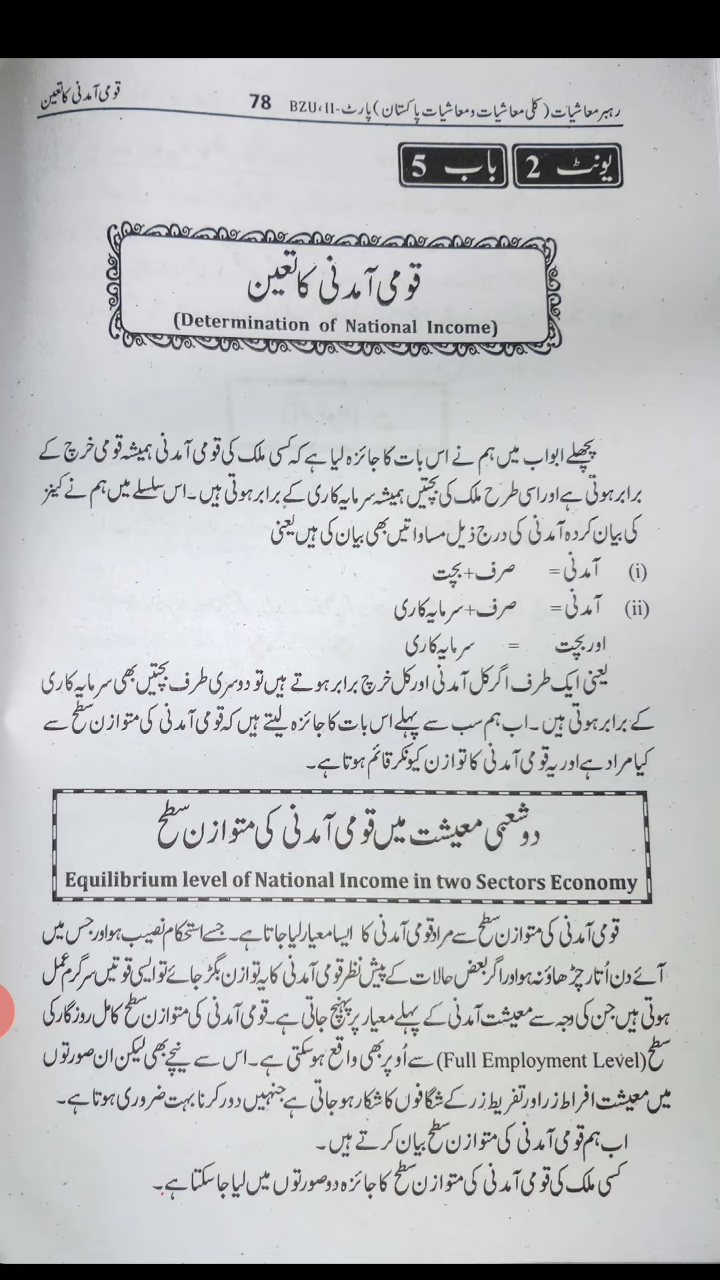 رہبر معاشیات (کلی معاشیات و معاشیات پاکستان) پارٹ-II، BZU 78 قومی آمدنی کا تعین
یونٹ 2 باب 5
قومی آمدنی کا تعین
(Determination of National Income)
پچھلے ابواب میں ہم نے اس بات کا جائزہ لیا ہے کہ کسی ملک کی قومی آمدنی ہمیشہ قومی خرچ کے
برابر ہوتی ہے اور اسی طرح ملک کی بچتیں ہمیشہ سرمایہ کاری کے برابر ہوتی ہیں۔ اس سلسلے میں ہم نے کینز
کی بیان کردہ آمدنی کی درج ذیل مساواتیں بھی بیان کی ہیں یعنی
(i) آمدنی = صرف + بچت
(ii) آمدنی = صرف + سرمایہ کاری
اور بچت = سرمایہ کاری
یعنی ایک طرف اگر کل آمدنی اور کل خرچ برابر ہوتے ہیں تو دوسری طرف بچتیں بھی سرمایہ کاری
کے برابر ہوتی ہیں۔ اب ہم سب سے پہلے اس بات کا جائزہ لیتے ہیں کہ قومی آمدنی کی متوازن سطح سے
کیا مراد ہے اور یہ قومی آمدنی کا توازن کیونکر قائم ہوتا ہے۔
دو شعبی معیشت میں قومی آمدنی کی متوازن سطح
Equilibrium level of National Income in two Sectors Economy
قومی آمدنی کی متوازن سطح سے مراد قومی آمدنی کا ایسا معیار لیا جاتا ہے۔ جسے استحکام نصیب ہو اور جس میں
آئے دن اُتار چڑھاؤ نہ ہو اور اگر بعض حالات کے پیش نظر قومی آمدنی کا یہ توازن بگڑ جائے تو ایسی قوتیں سرگرم عمل
ہوتی ہیں جن کی وجہ سے معیشت آمدنی کے پہلے معیار پر پہنچ جاتی ہے۔ قومی آمدنی کی متوازن سطح کامل روزگار کی
سطح (Full Employment Level) سے اُوپر بھی واقع ہو سکتی ہے۔ اس سے نیچے بھی لیکن ان صورتوں
میں معیشت افراط زر اور تفریط زر کے شگافوں کا شکار ہو جاتی ہے جنہیں دور کرنا بہت ضروری ہوتا ہے۔
اب ہم قومی آمدنی کی متوازن سطح بیان کرتے ہیں۔
کسی ملک کی قومی آمدنی کی متوازن سطح کا جائزہ دو صورتوں میں لیا جا سکتا ہے۔